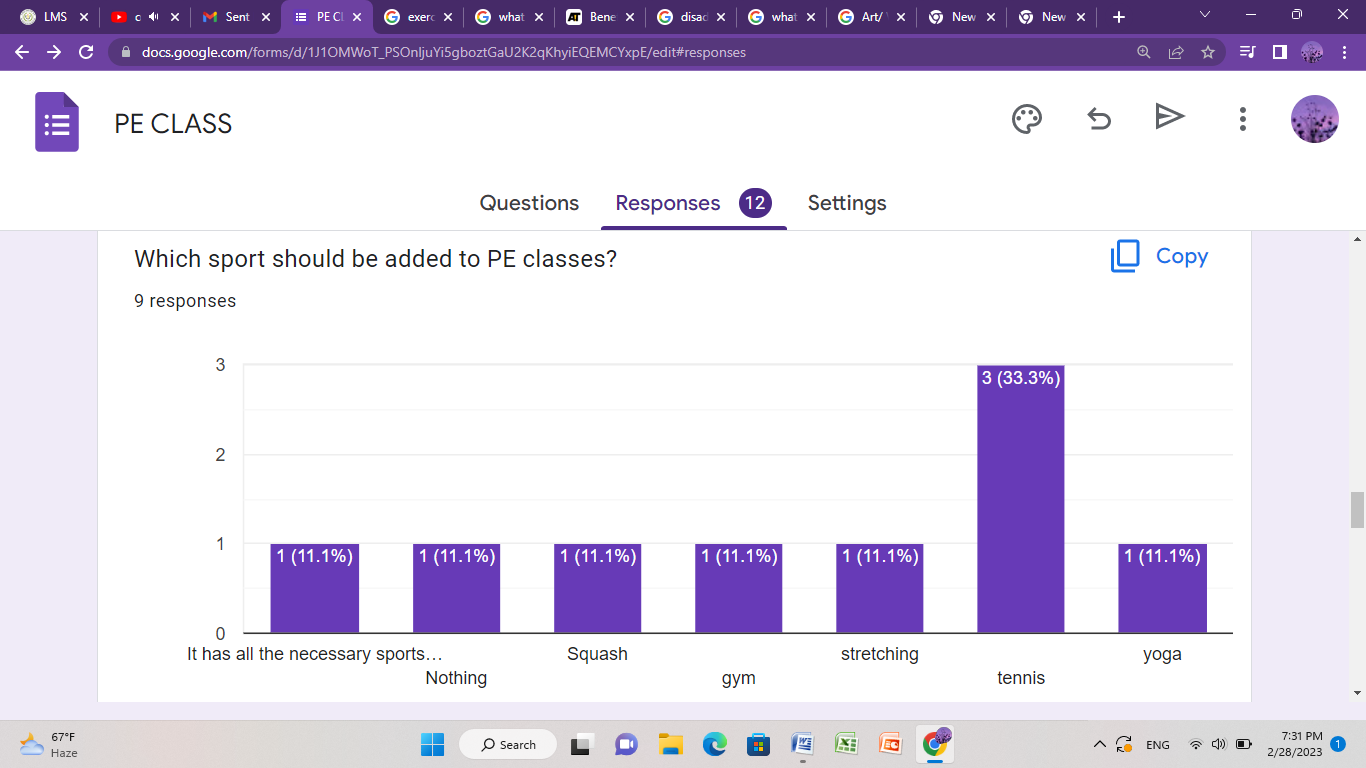 LMS
c
Sent
PE Cl
exerc
what
AT
Bene
disad
what
Art/
New
New
docs.google.com/forms/d/1J1OMWoT_PSOnIjuYi5gboztGaU2K2qKhyiEQEMCYxpE/edit#responses
PE CLASS
Questions
Responses 12
Settings
Which sport should be added to PE classes?
Copy
9 responses
3
2
1
0
1 (11.1%)
1 (11.1%)
1 (11.1%)
1 (11.1%)
1 (11.1%)
3 (33.3%)
1 (11.1%)
It has all the necessary sports…
Nothing
Squash
gym
stretching
tennis
yoga
67°F
Haze
Search
ENG
7:31 PM
2/28/2023
1